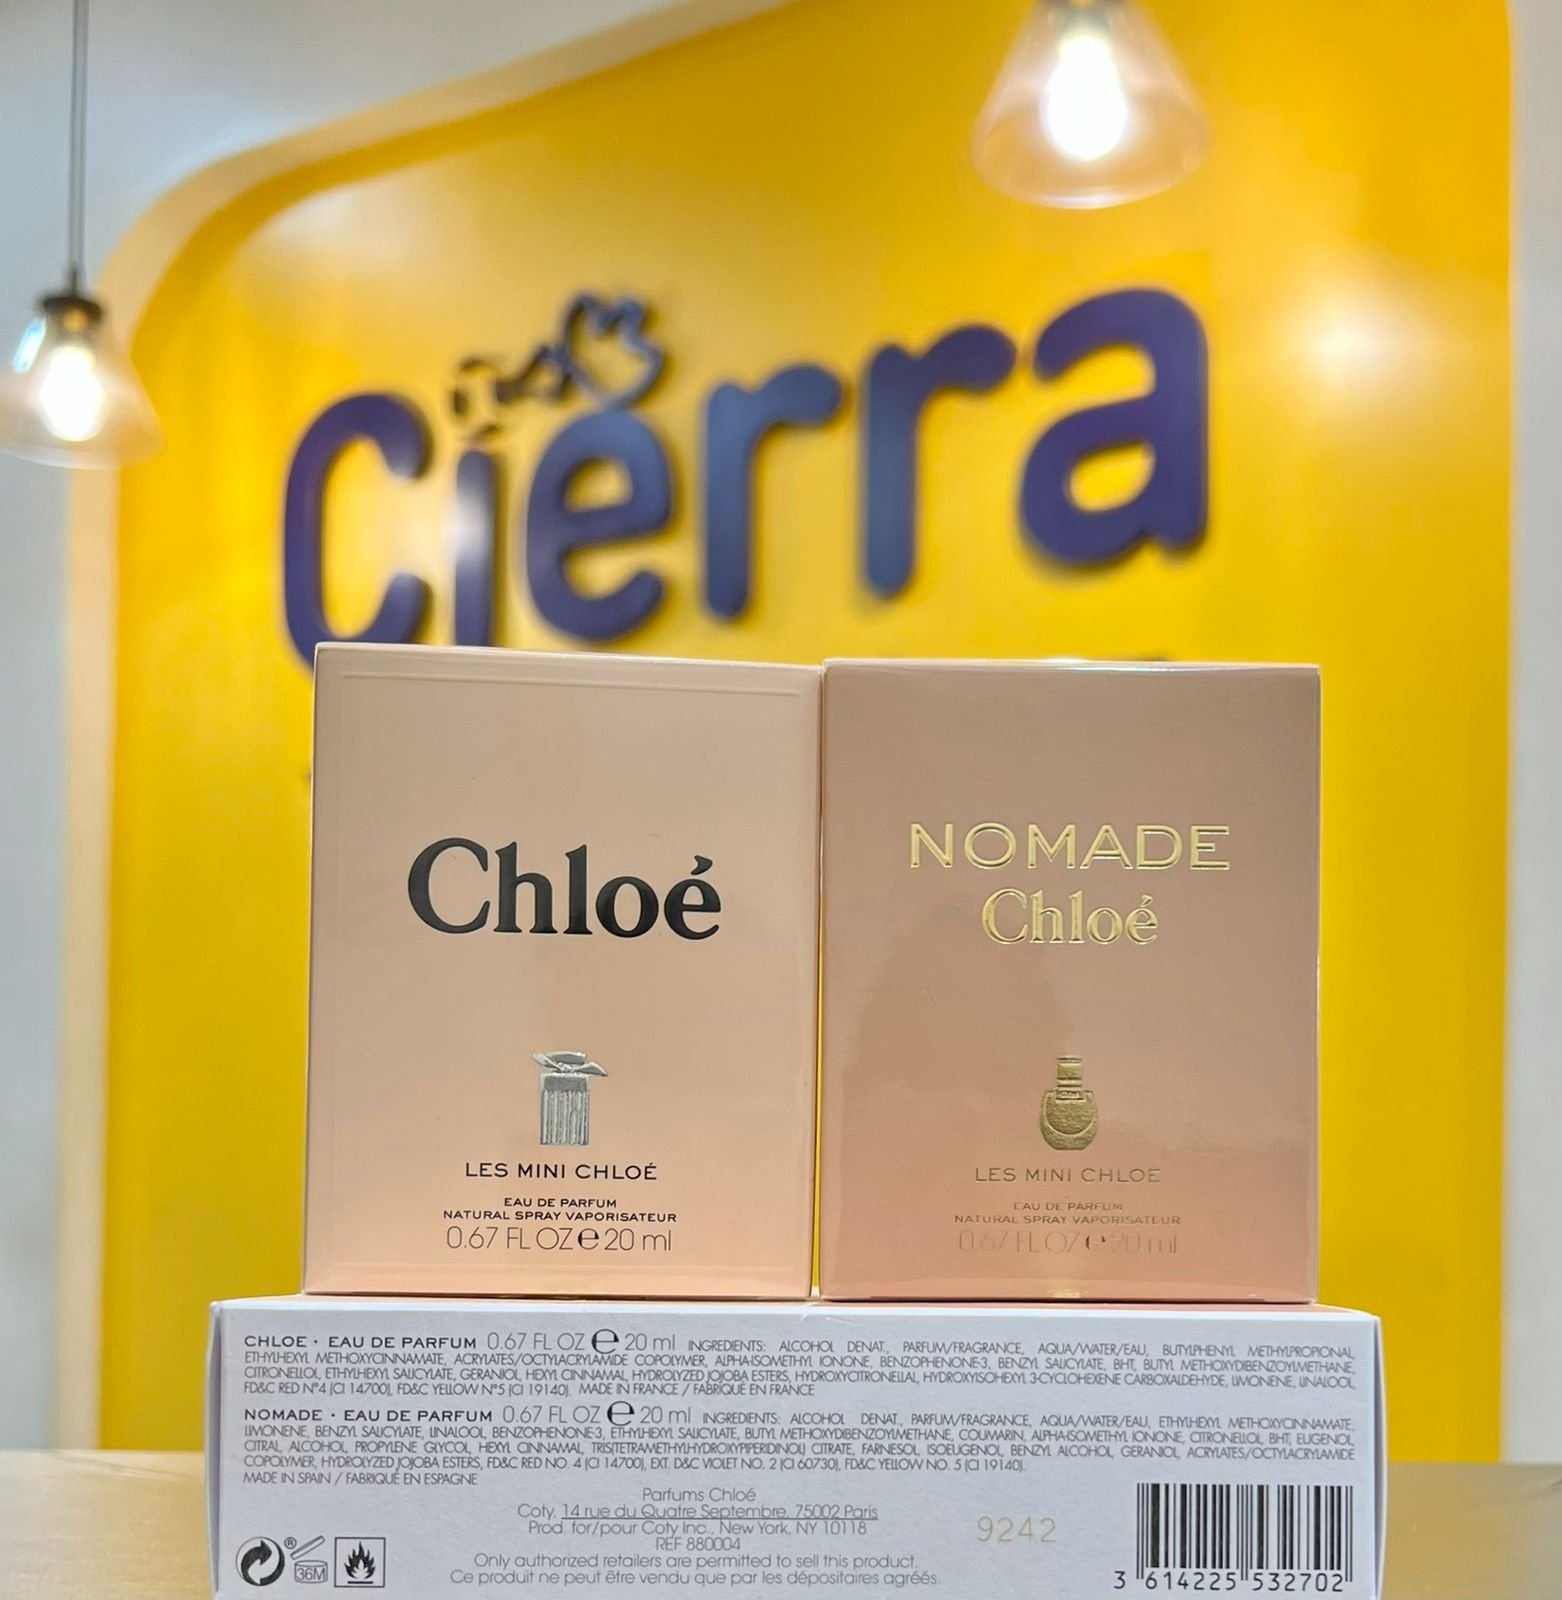 Cierra
Chloé
LES MINI CHLOÉ
EAU DE PARFUM
NATURAL SPRAY VAPORISATEUR
0.67 FL OZ e 20 ml
NOMADE
Chloé
LES MINI CHLOÉ
EAU DE PARFUM
NATURAL SPRAY VAPORISATEUR
0.67 FL OZ e 20 ml
CHLOE · EAU DE PARFUM 0.67 FL OZ e 20 ml INGREDIENTS: ALCOHOL DENAT., PARFUM/FRAGRANCE, AQUA/WATER/EAU, BUTYLPHENYL METHYLPROPIONAL,
ETHYLHEXYL METHOXYCINNAMATE, ACRYLATES/OCTYLACRYLAMIDE COPOLYMER, ALPHA-ISOMETHYL IONONE, BENZOPHENONE-3, BENZYL SALICYLATE, BHT, BUTYL METHOXYDIBENZOYLMETHANE,
CITRONELLOL, ETHYLHEXYL SALICYLATE, GERANIOL, HEXYL CINNAMAL, HYDROLYZED JOJOBA ESTERS, HYDROXYCITRONELLAL, HYDROXYISOHEXYL 3-CYCLOHEXENE CARBOXALDEHYDE, LIMONENE, LINALOOL,
FD&C RED N°4 (CI 14700), FD&C YELLOW N°5 (CI 19140). MADE IN FRANCE / FABRIQUÉ EN FRANCE
NOMADE · EAU DE PARFUM 0.67 FL OZ e 20 ml INGREDIENTS: ALCOHOL DENAT., PARFUM/FRAGRANCE, AQUA/WATER/EAU, ETHYLHEXYL METHOXYCINNAMATE,
LIMONENE, BENZYL SALICYLATE, LINALOOL, BENZOPHENONE-3, ETHYLHEXYL SALICYLATE, BUTYL METHOXYDIBENZOYLMETHANE, COUMARIN, ALPHA-ISOMETHYL IONONE, CITRONELLOL, BHT, EUGENOL,
CITRAL, ALCOHOL, PROPYLENE GLYCOL, HEXYL CINNAMAL, TRIS(TETRAMETHYLHYDROXYPIPERIDINOL) CITRATE, FARNESOL, ISOEUGENOL, BENZYL ALCOHOL, GERANIOL, ACRYLATES/OCTYLACRYLAMIDE
COPOLYMER, HYDROLYZED JOJOBA ESTERS, FD&C RED NO. 4 (CI 14700), EXT. D&C VIOLET NO. 2 (CI 60730), FD&C YELLOW NO. 5 (CI 19140).
MADE IN SPAIN / FABRIQUÉ EN ESPAGNE
Parfums Chloé
Coty, 14 rue du Quatre Septembre, 75002 Paris
Prod. for/pour Coty Inc., New York, NY 10118
REF 880004
Only authorized retailers are permitted to sell this product.
Ce produit ne peut être vendu que par les dépositaires agréés.
® 36M
9242
3 614225 532702